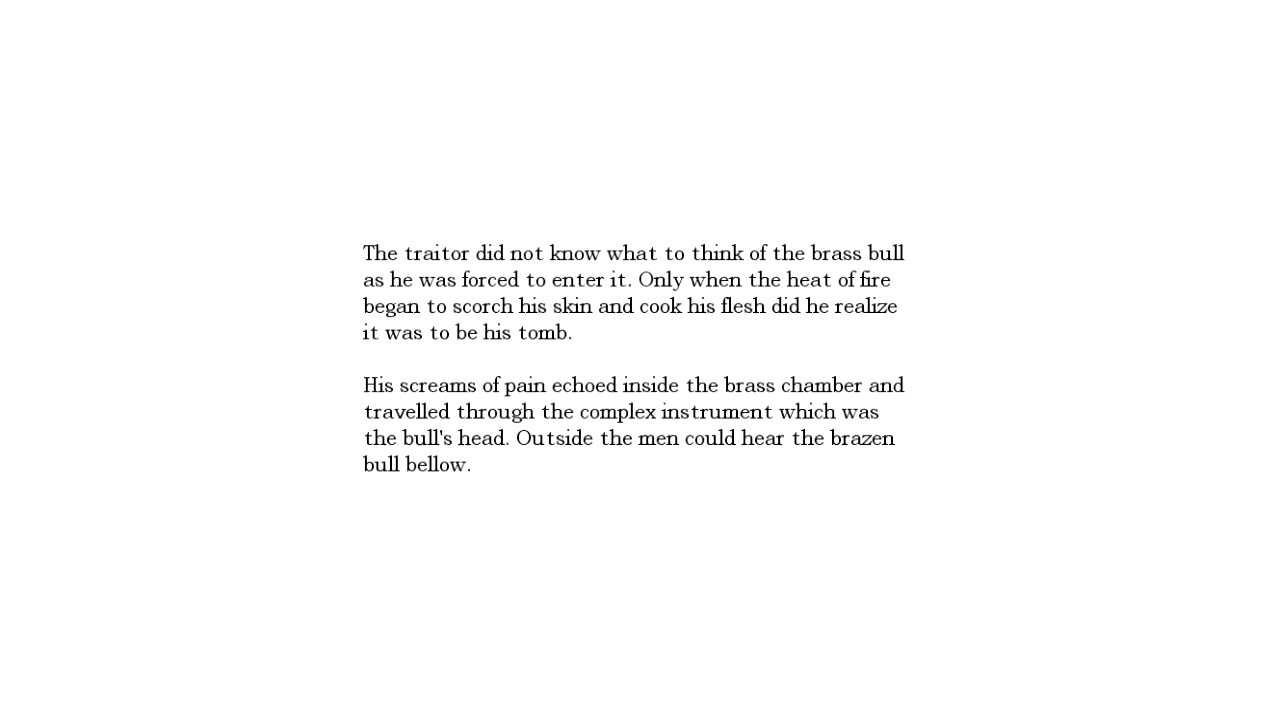 The traitor did not know what to think of the brass bull
as he was forced to enter it. Only when the heat of fire
began to scorch his skin and cook his flesh did he realize
it was to be his tomb.
His screams of pain echoed inside the brass chamber and
travelled through the complex instrument which was
the bull's head. Outside the men could hear the brazen
bull bellow.